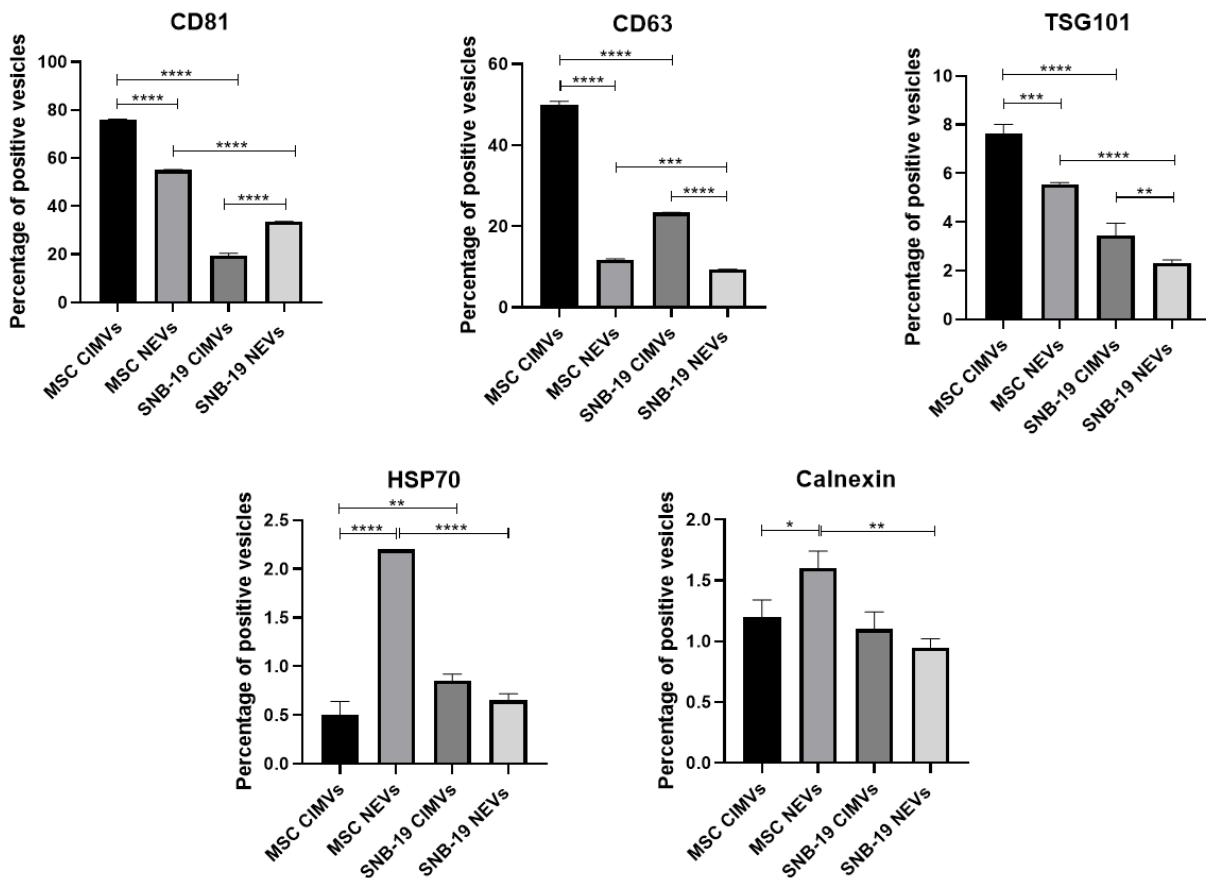 CD81
Percentage of positive vesicles
100
80
60
40
20
0
****
****
****
****
MSC CIMVs
MSC NEVs
SNB-19 CIMVs
SNB-19 NEVs
CD63
Percentage of positive vesicles
60
40
20
0
****
****
***
****
MSC CIMVs
MSC NEVs
SNB-19 CIMVs
SNB-19 NEVs
TSG101
Percentage of positive vesicles
10
8
6
4
2
0
****
***
****
**
MSC CIMVs
MSC NEVs
SNB-19 CIMVs
SNB-19 NEVs
HSP70
Percentage of positive vesicles
2.5
2.0
1.5
1.0
0.5
0.0
**
****
****
MSC CIMVs
MSC NEVs
SNB-19 CIMVs
SNB-19 NEVs
Calnexin
Percentage of positive vesicles
2.0
1.5
1.0
0.5
0.0
*
**
MSC CIMVs
MSC NEVs
SNB-19 CIMVs
SNB-19 NEVs